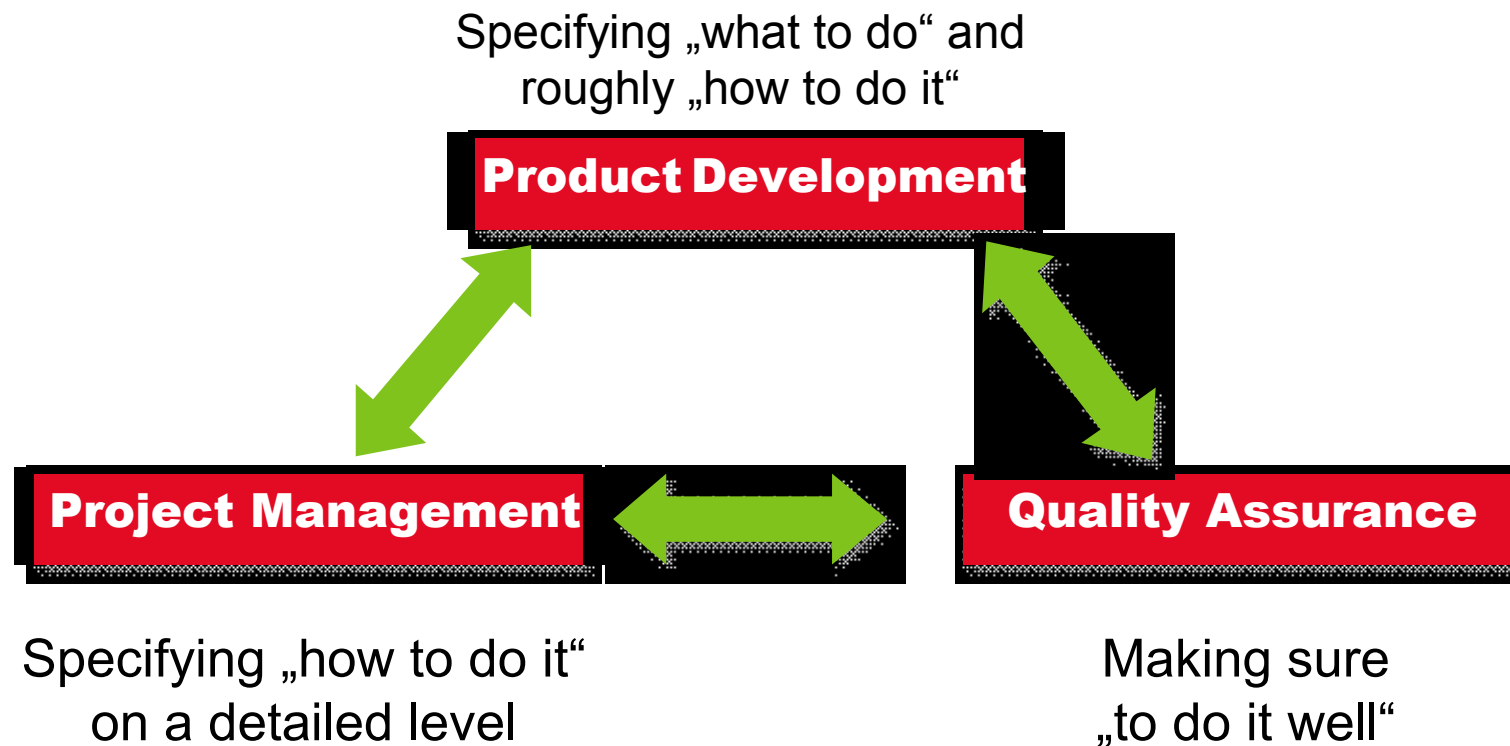 Specifying „what to do“ and
roughly „how to do it“
Product Development
Project Management
Quality Assurance
Specifying „how to do it“
on a detailed level
Making sure
„to do it well“